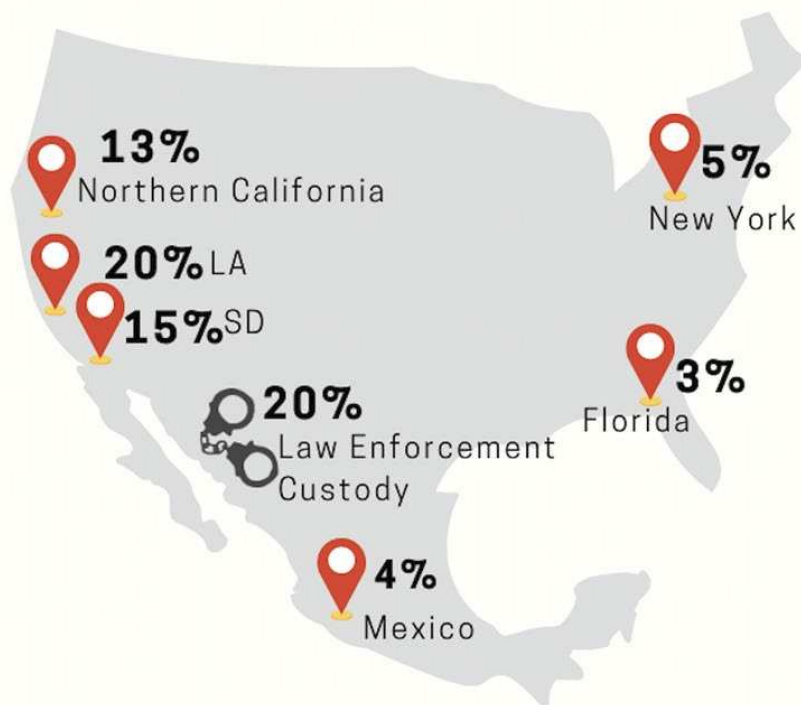 13%
Northern California
5%
New York
20% LA
15% SD
3%
Florida
20%
Law Enforcement
Custody
4%
Mexico